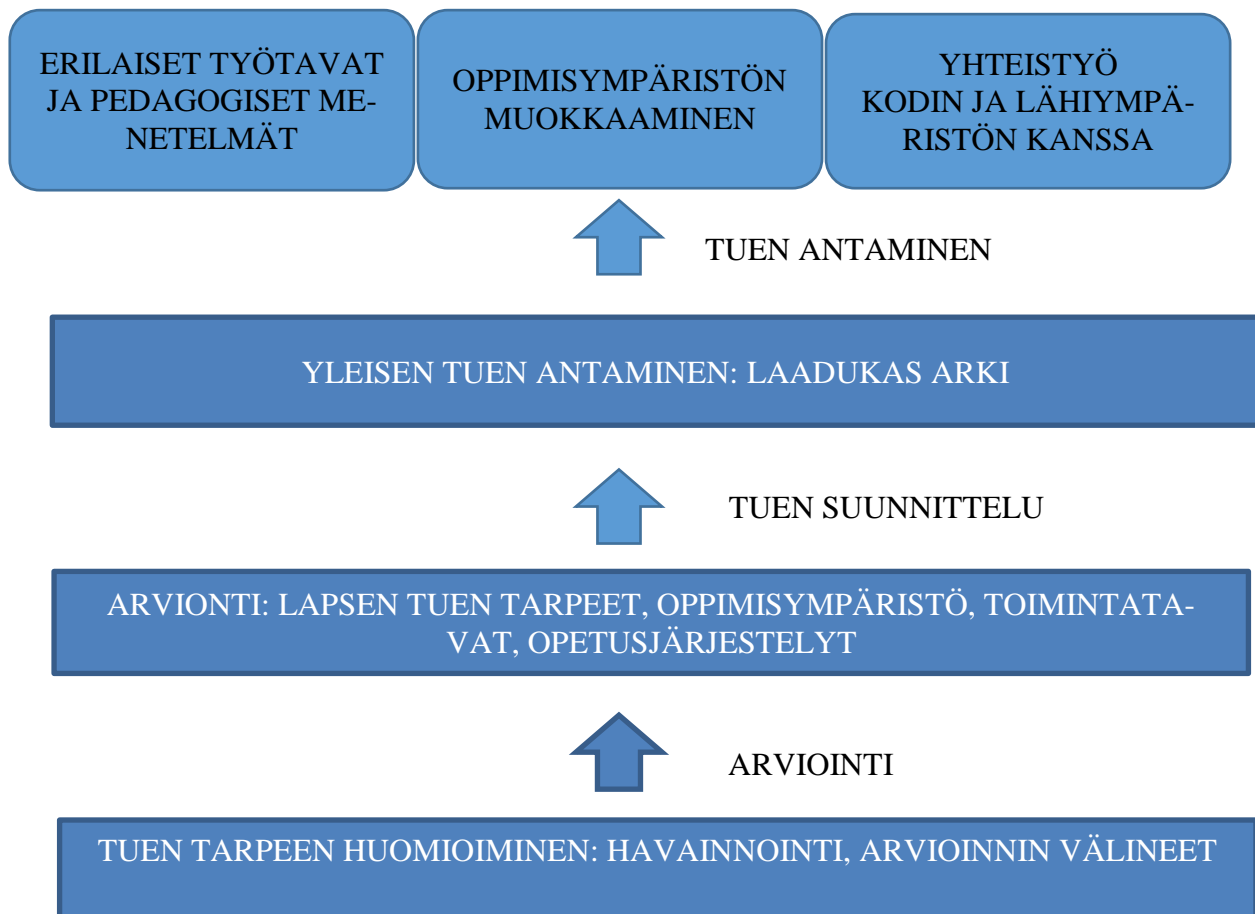 ERILAISET TYÖTAVAT
JA PEDAGOGISET ME-
NETELMÄT
OPPIMISYMPÄRISTÖN
MUOKKAAMINEN
YHTEISTYÖ
KODIN JA LÄHIYMPÄ-
RISTÖN KANSSA
TUEN ANTAMINEN
YLEISEN TUEN ANTAMINEN: LAADUKAS ARKI
TUEN SUUNNITTELU
ARVIONTI: LAPSEN TUEN TARPEET, OPPIMISYMPÄRISTÖ, TOIMINTATA-
VAT, OPETUSJÄRJESTELYT
ARVIOINTI
TUEN TARPEEN HUOMIOIMINEN: HAVAINNOINTI, ARVIOINNIN VÄLINEET